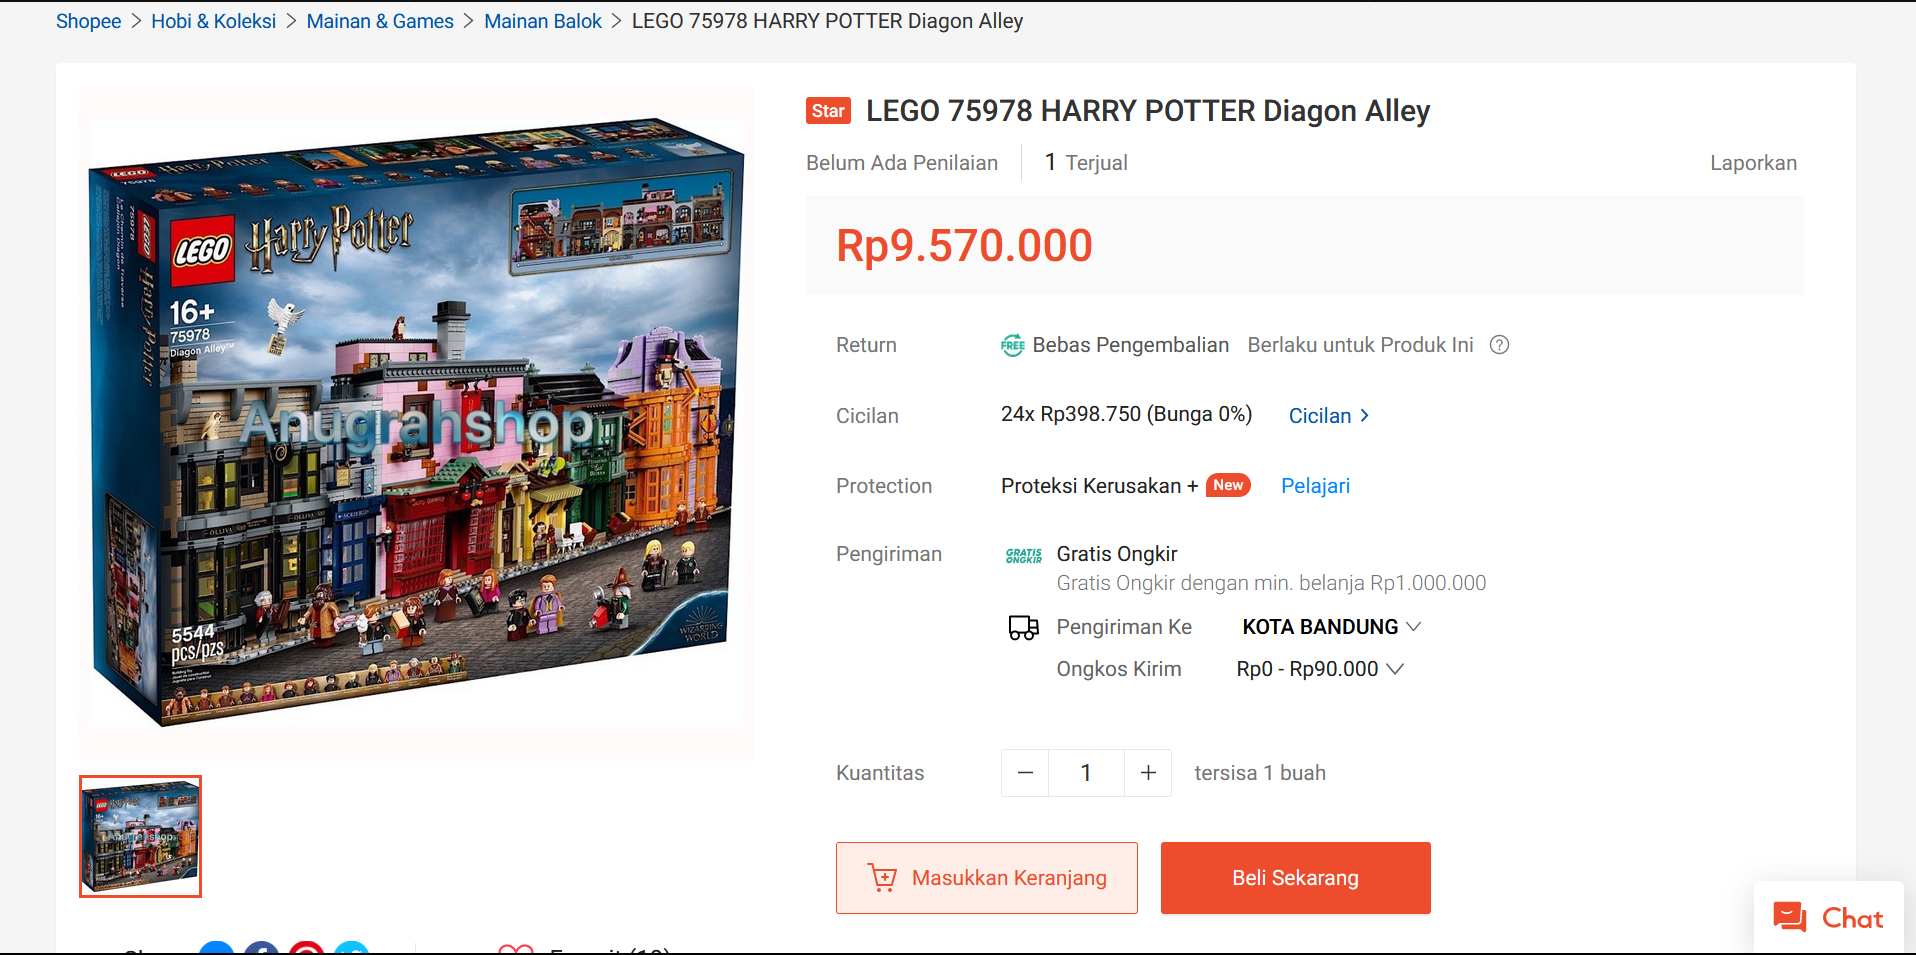 Shopee > Hobi & Koleksi > Mainan & Games > Mainan Balok > LEGO 75978 HARRY POTTER Diagon Alley
LEGO
75978
Harry Potter
LEGO
Harry Potter
16+
75978
Diagon Alley™
Anugrahshop
5544
pcs/pzs
WIZARDING
WORLD
Star LEGO 75978 HARRY POTTER Diagon Alley
Belum Ada Penilaian 1 Terjual Laporkan
Rp9.570.000
Return FREE Bebas Pengembalian Berlaku untuk Produk Ini ?
Cicilan 24x Rp398.750 (Bunga 0%) Cicilan >
Protection Proteksi Kerusakan + New Pelajari
Pengiriman GRATIS ONGKIR Gratis Ongkir
Gratis Ongkir dengan min. belanja Rp1.000.000
Pengiriman Ke KOTA BANDUNG
Ongkos Kirim Rp0 - Rp90.000
Kuantitas − 1 + tersisa 1 buah
Masukkan Keranjang Beli Sekarang
Chat